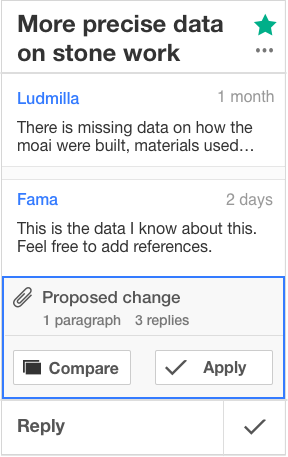 More precise data
on stone work
Ludmilla 1 month
There is missing data on how the
moai were built, materials used…
Fama 2 days
This is the data I know about this.
Feel free to add references.
Proposed change
1 paragraph 3 replies
Compare Apply
Reply